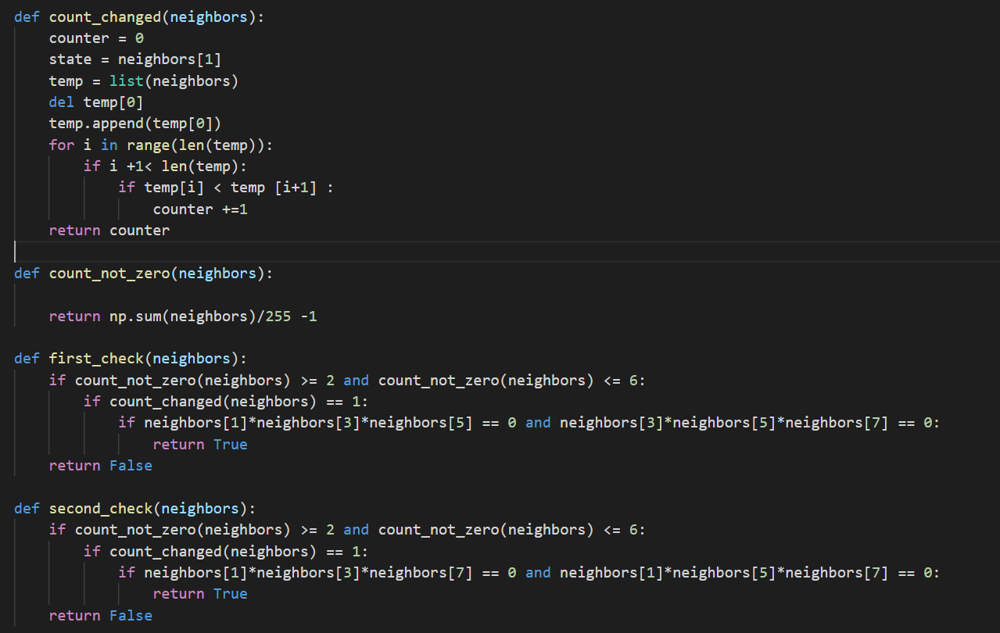 def count_changed(neighbors):
    counter = 0
    state = neighbors[1]
    temp = list(neighbors)
    del temp[0]
    temp.append(temp[0])
    for i in range(len(temp)):
        if i +1< len(temp):
            if temp[i] < temp [i+1] :
                counter +=1
    return counter

def count_not_zero(neighbors):

    return np.sum(neighbors)/255 -1

def first_check(neighbors):
    if count_not_zero(neighbors) >= 2 and count_not_zero(neighbors) <= 6:
        if count_changed(neighbors) == 1:
            if neighbors[1]*neighbors[3]*neighbors[5] == 0 and neighbors[3]*neighbors[5]*neighbors[7] == 0:
                return True
    return False

def second_check(neighbors):
    if count_not_zero(neighbors) >= 2 and count_not_zero(neighbors) <= 6:
        if count_changed(neighbors) == 1:
            if neighbors[1]*neighbors[3]*neighbors[7] == 0 and neighbors[1]*neighbors[5]*neighbors[7] == 0:
                return True
    return False